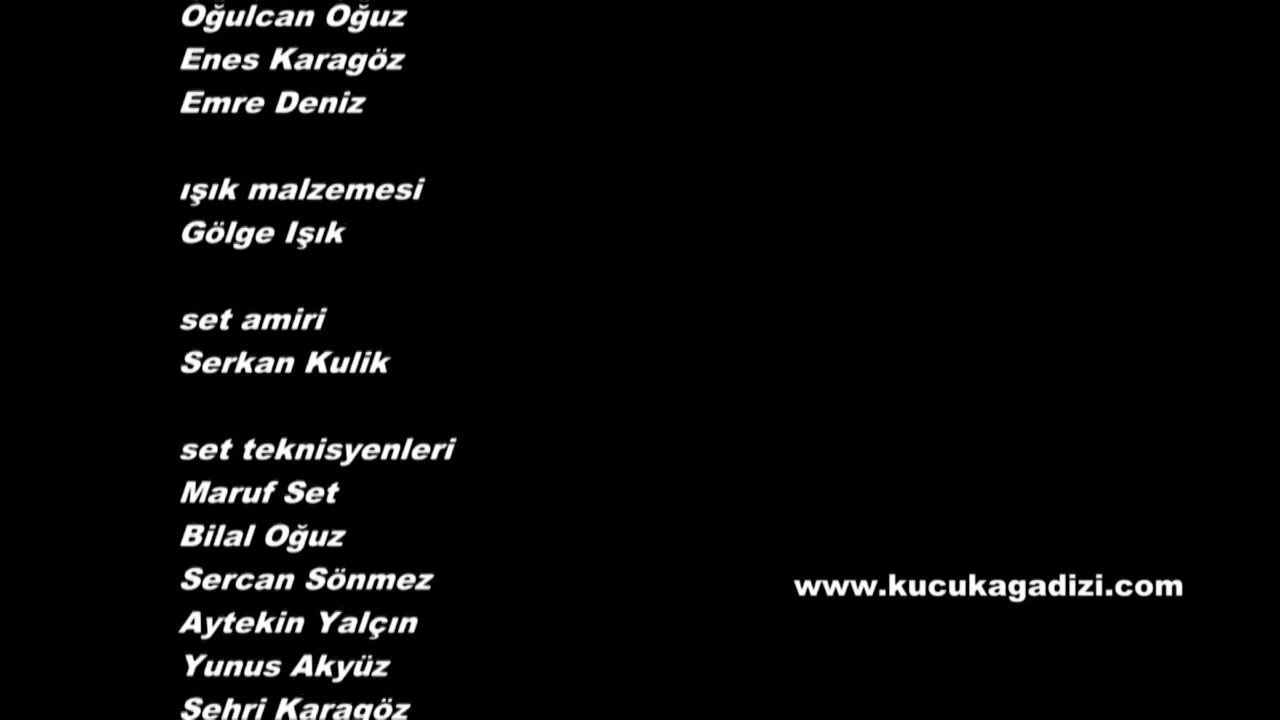 Oğulcan Oğuz
Enes Karagöz
Emre Deniz
ışık malzemesi
Gölge Işık
set amiri
Serkan Kulik
set teknisyenleri
Maruf Set
Bilal Oğuz
Sercan Sönmez
www.kucukagadizi.com
Aytekin Yalçın
Yunus Akyüz
Sehri Karagöz